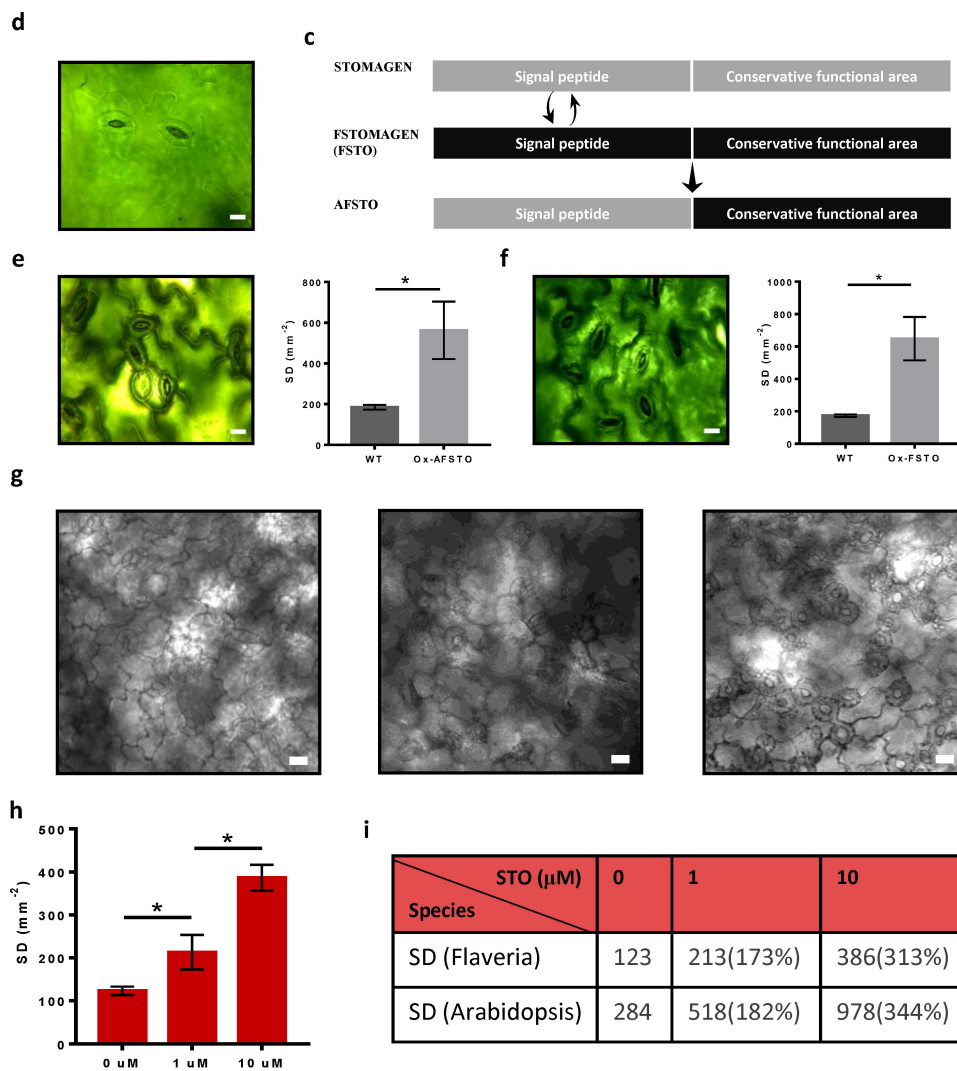 d
c
STOMAGEN
Signal peptide
Conservative functional area
FSTOMAGEN
(FSTO)
Signal peptide
Conservative functional area
AFSTO
Signal peptide
Conservative functional area
e
SD (mm⁻²)
800
600
400
200
0
*
WT
Ox-AFSTO
f
SD (mm⁻²)
1000
800
600
400
200
0
*
WT
Ox-FSTO
g
h
SD (mm⁻²)
500
400
300
200
100
0
*
*
0 uM
1 uM
10 uM
i
STO (μM)
Species
0
1
10
SD (Flaveria)
123
213(173%)
386(313%)
SD (Arabidopsis)
284
518(182%)
978(344%)